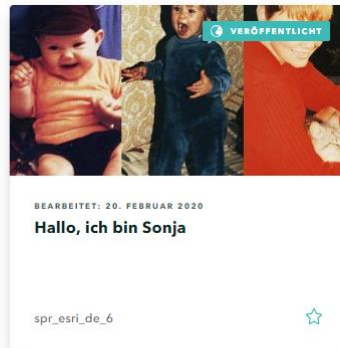 VERÖFFENTLICHT
BEARBEITET: 20. FEBRUAR 2020
Hallo, ich bin Sonja
spr_esri_de_6